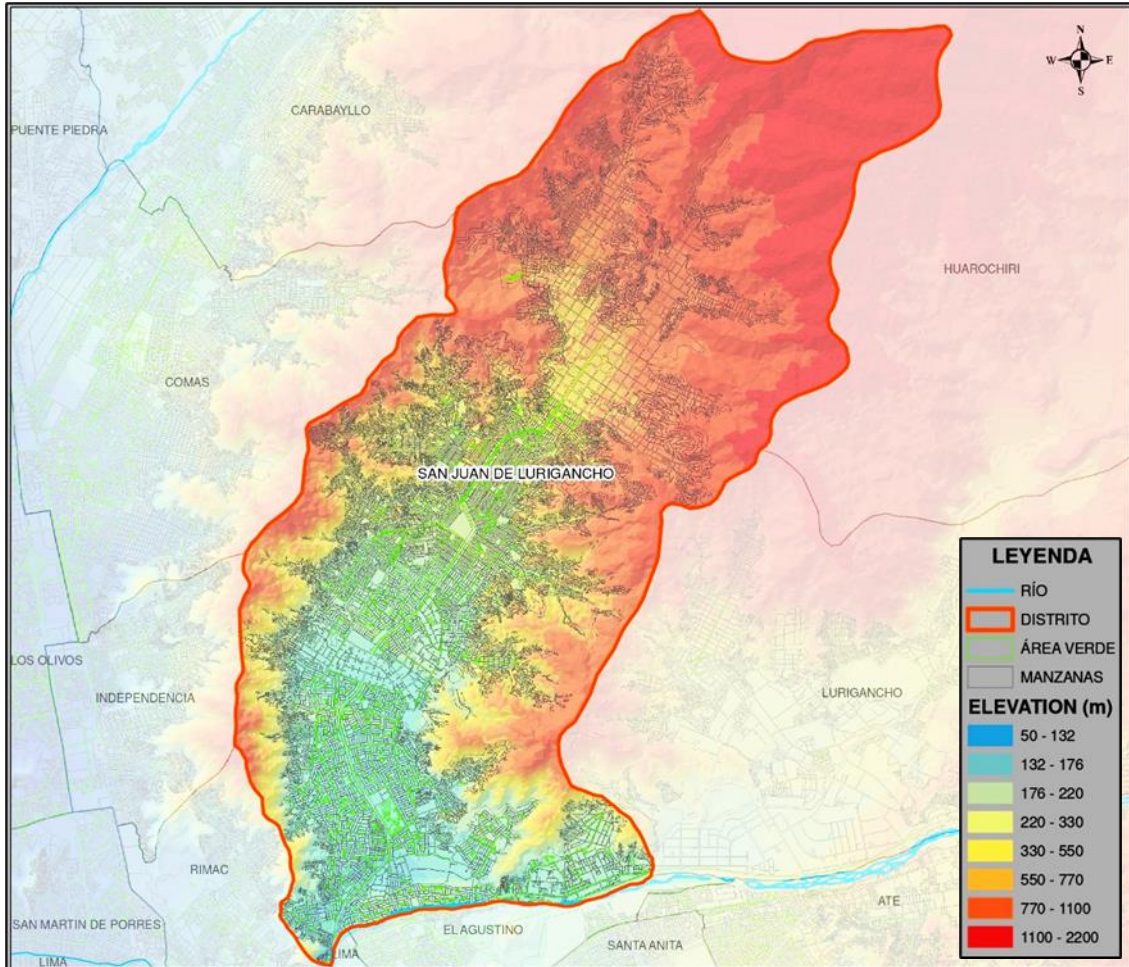 N
W E
S
CARABAYLLO
PUENTE PIEDRA
HUAROCHIRI
COMAS
SAN JUAN DE LURIGANCHO
LOS OLIVOS
INDEPENDENCIA
LURIGANCHO
RIMAC
ATE
SAN MARTIN DE PORRES
EL AGUSTINO
SANTA ANITA
LIMA
LIMA
LEYENDA
RÍO
DISTRITO
ÁREA VERDE
MANZANAS
ELEVATION (m)
50 - 132
132 - 176
176 - 220
220 - 330
330 - 550
550 - 770
770 - 1100
1100 - 2200